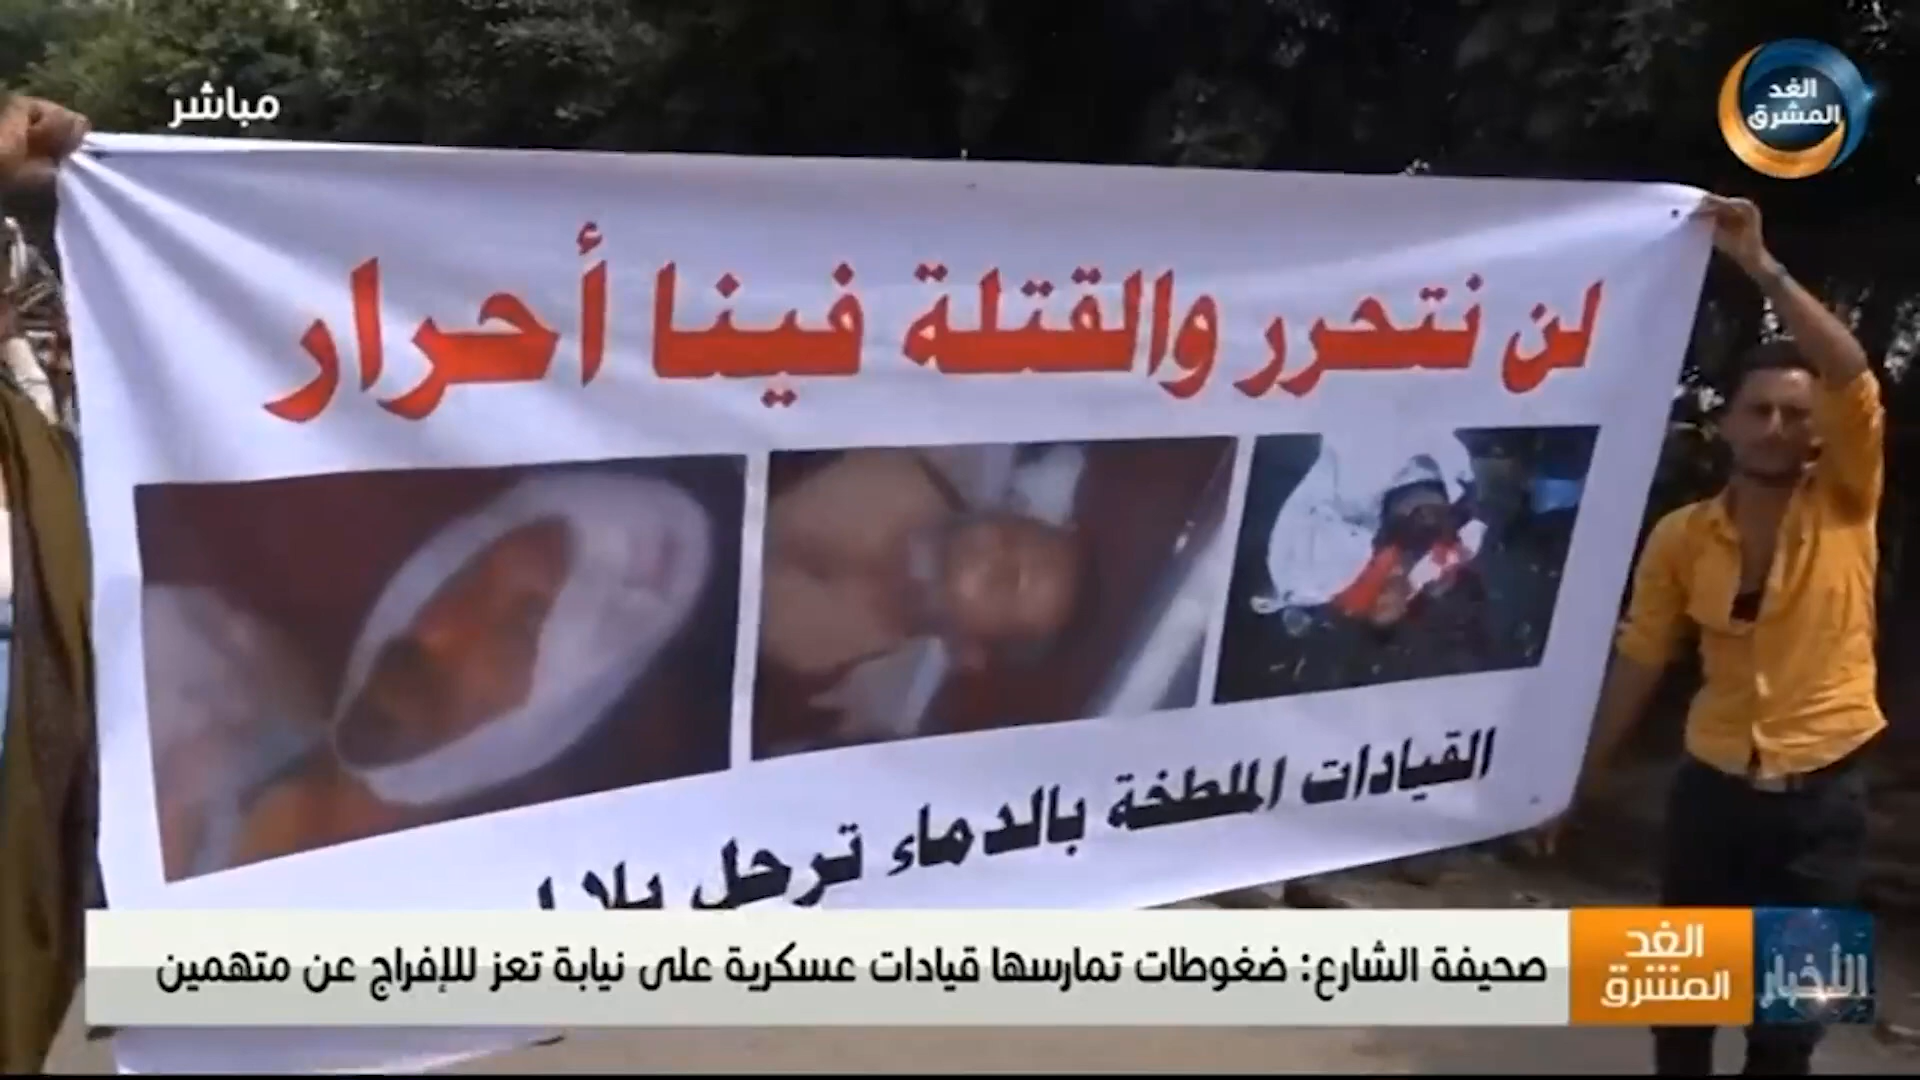 مباشر
الغد
المشرق
لن نتحرر والقتلة فينا أحرار
القيادات الملطخة بالدماء ترحل
صحيفة الشارع: ضغوطات تمارسها قيادات عسكرية على نيابة تعز للإفراج عن متهمين
الغد
المشرق
الأخبار